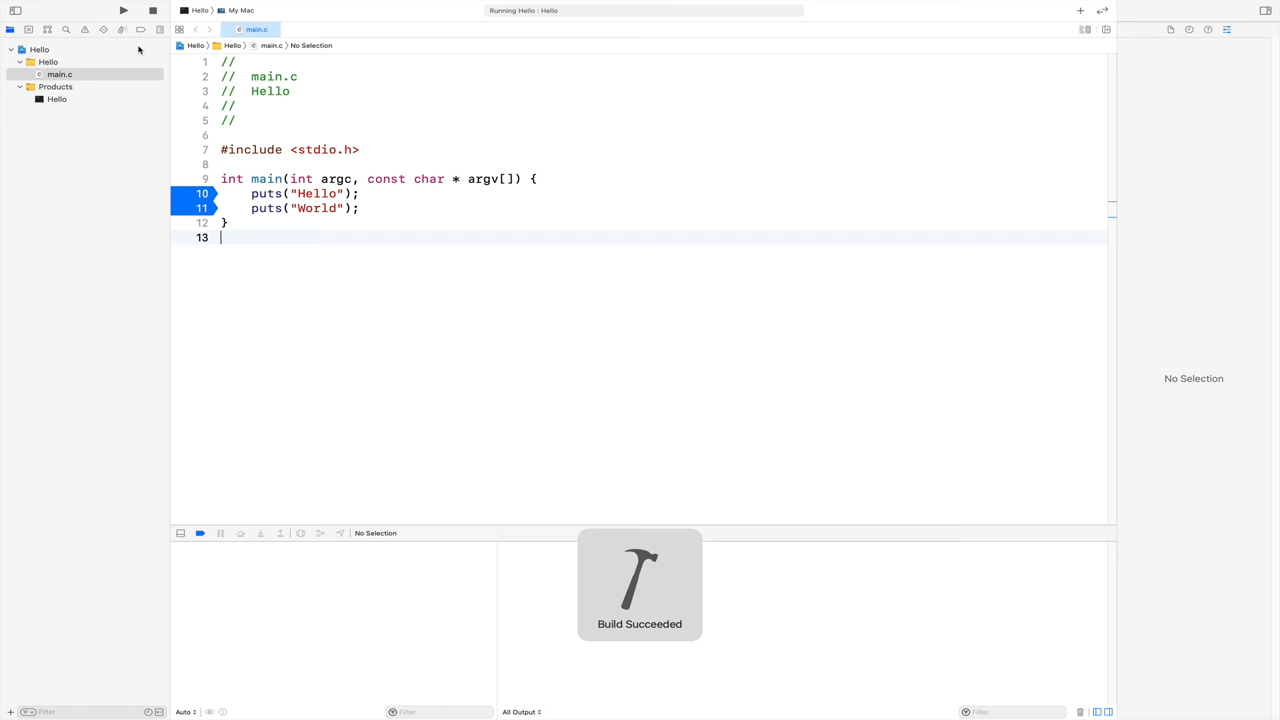 Hello
My Mac
Running Hello : Hello
main.c
Hello
Hello
main.c
Products
Hello
Hello
Hello
main.c
No Selection
1 //
2 //  main.c
3 //  Hello
4 //
5 //
6
7 #include <stdio.h>
8
9 int main(int argc, const char * argv[]) {
10     puts("Hello");
11     puts("World");
12 }
13
No Selection
No Selection
Build Succeeded
Filter
Auto
Filter
All Output
Filter